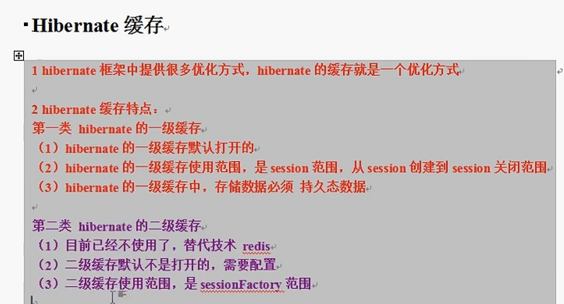 Hibernate 缓存
1 hibernate 框架中提供很多优化方式，hibernate 的缓存就是一个优化方式
2 hibernate 缓存特点：
第一类 hibernate 的一级缓存
（1）hibernate 的一级缓存默认打开的
（2）hibernate 的一级缓存使用范围，是 session 范围，从 session 创建到 session 关闭范围
（3）hibernate 的一级缓存中，存储数据必须 持久态数据
第二类 hibernate 的二级缓存
（1）目前已经不使用了，替代技术 redis
（2）二级缓存默认不是打开的，需要配置
（3）二级缓存使用范围，是 sessionFactory 范围